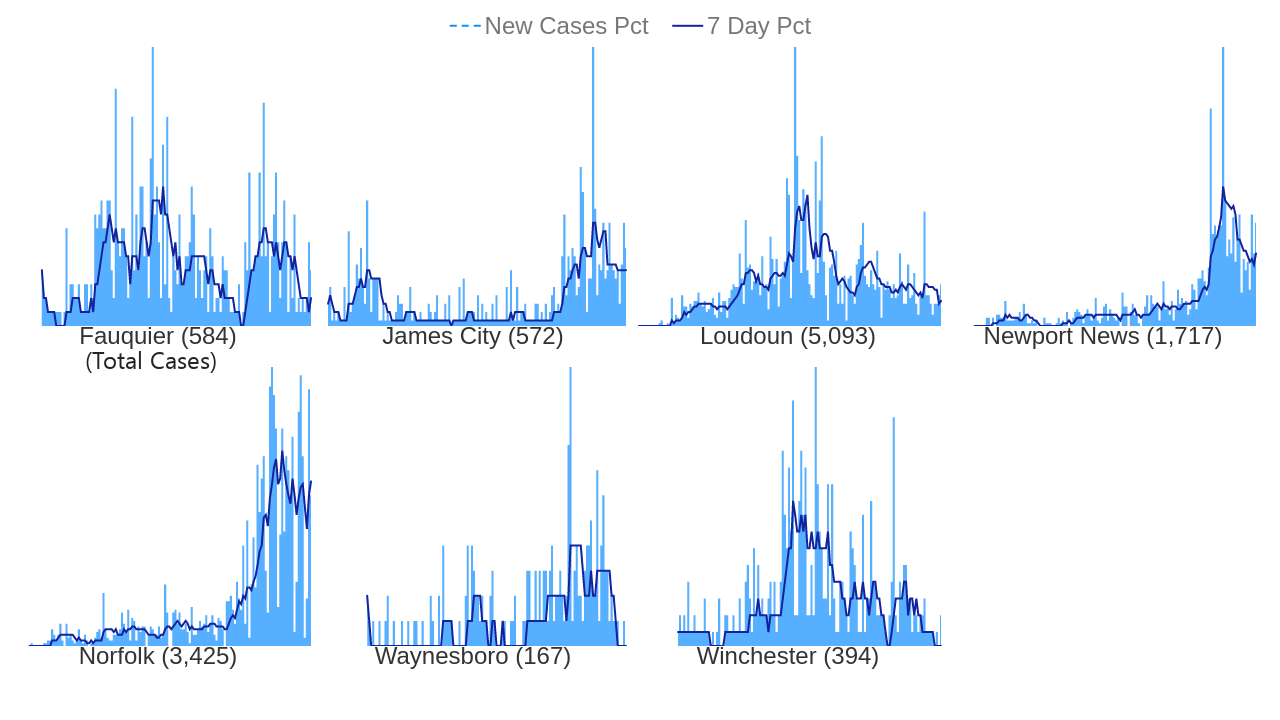 New Cases Pct 7 Day Pct
Fauquier (584) James City (572) Loudoun (5,093) Newport News (1,717)
(Total Cases)
Norfolk (3,425) Waynesboro (167) Winchester (394)